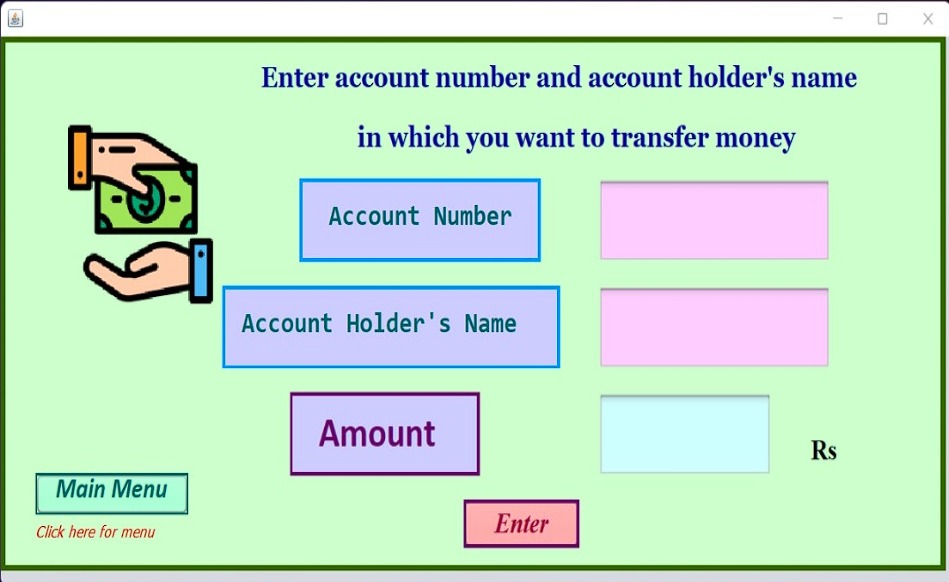 Enter account number and account holder's name
in which you want to transfer money
Account Number
Account Holder's Name
Amount
Rs
Main Menu
Click here for menu
Enter